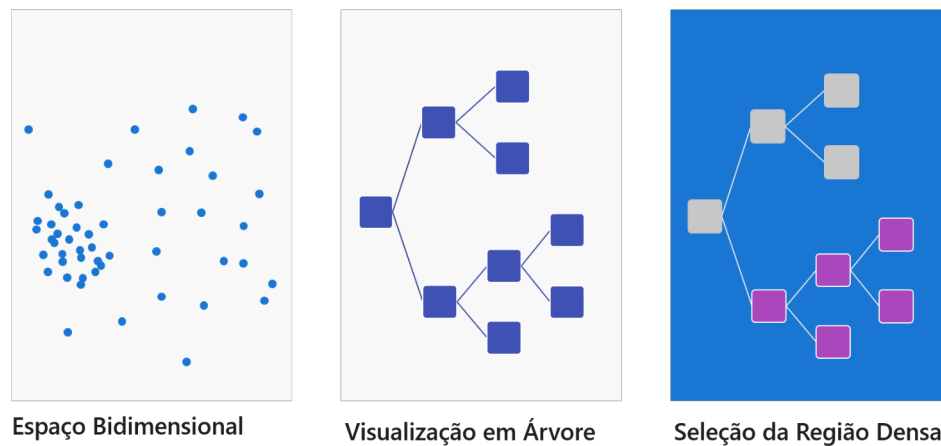 Espaço Bidimensional
Visualização em Árvore
Seleção da Região Densa